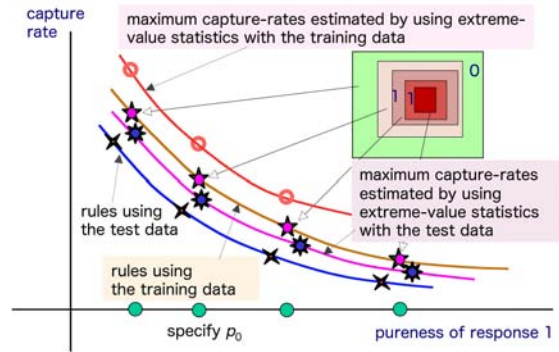 capture
rate
maximum capture-rates estimated by using extreme-
value statistics with the training data
0
1 1
maximum capture-rates
estimated by using
extreme-value statistics
with the test data
rules using
the test data
rules using
the training data
specify p0
pureness of response 1